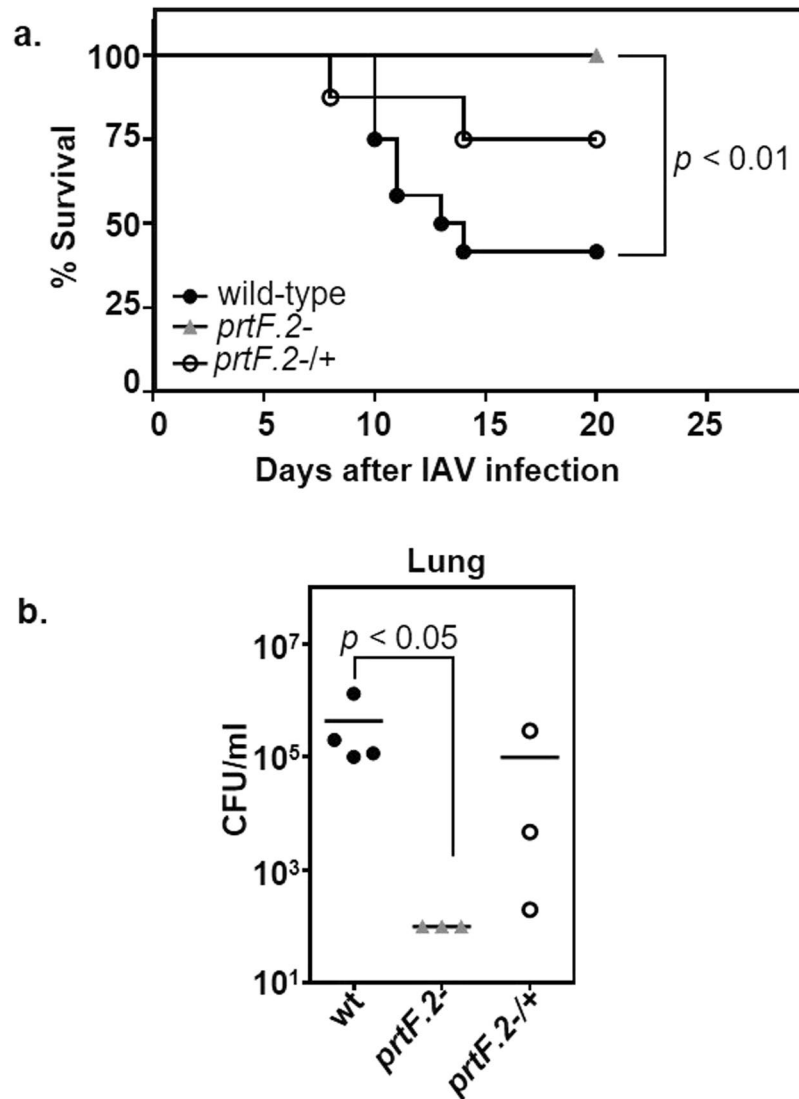 a.
% Survival
100
75
50
25
0
p < 0.01
wild-type
prtF.2-
prtF.2-/+
0 5 10 15 20 25
Days after IAV infection
b.
Lung
CFU/ml
10⁷
10⁵
10³
10¹
p < 0.05
wt
prtF.2-
prtF.2-/+